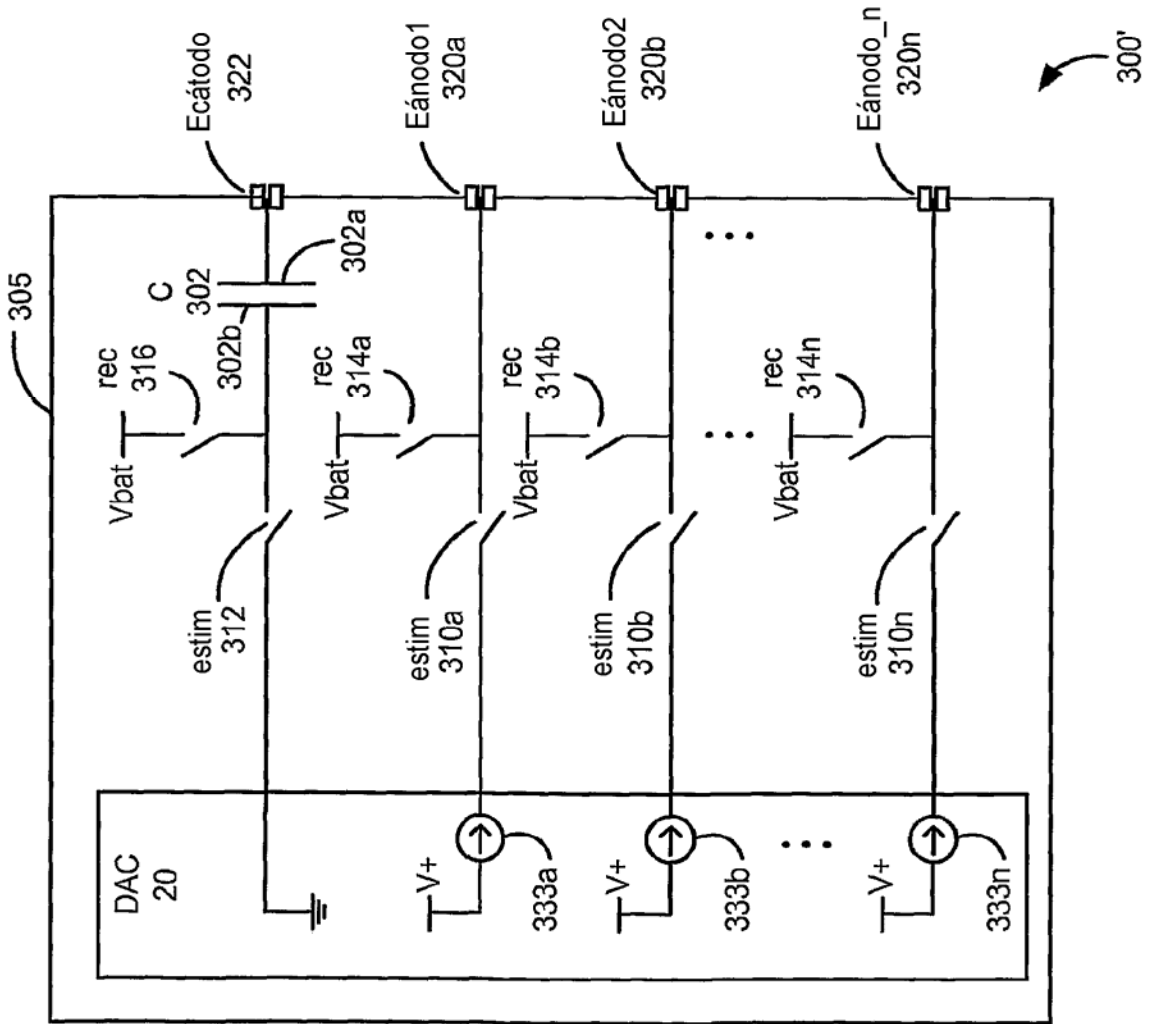 305
DAC
20
estim
312
Vbat
rec
316
C
302
302b
302a
Ecátodo
322
V+
333a
estim
310a
Vbat
rec
314a
Eánodo1
320a
V+
333b
estim
310b
Vbat
rec
314b
Eánodo2
320b
V+
333n
estim
310n
Vbat
rec
314n
Eánodo_n
320n
300'